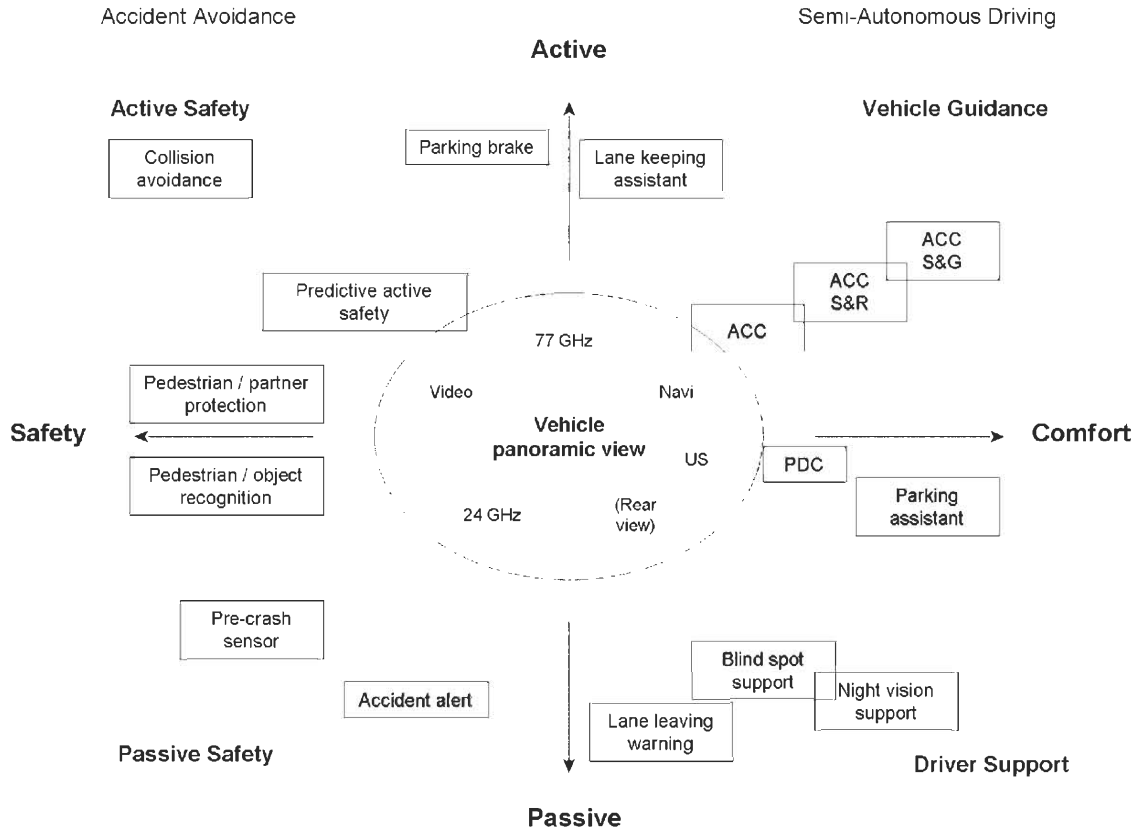 Accident Avoidance
Semi-Autonomous Driving
Active
Active Safety
Vehicle Guidance
Collision
avoidance
Parking brake
Lane keeping
assistant
ACC
S&G
ACC
S&R
ACC
Predictive active
safety
77 GHz
Video
Navi
Pedestrian / partner
protection
Safety
Vehicle
panoramic view
Comfort
Pedestrian / object
recognition
US
PDC
Parking
assistant
24 GHz
(Rear
view)
Pre-crash
sensor
Accident alert
Blind spot
support
Night vision
support
Lane leaving
warning
Passive Safety
Driver Support
Passive